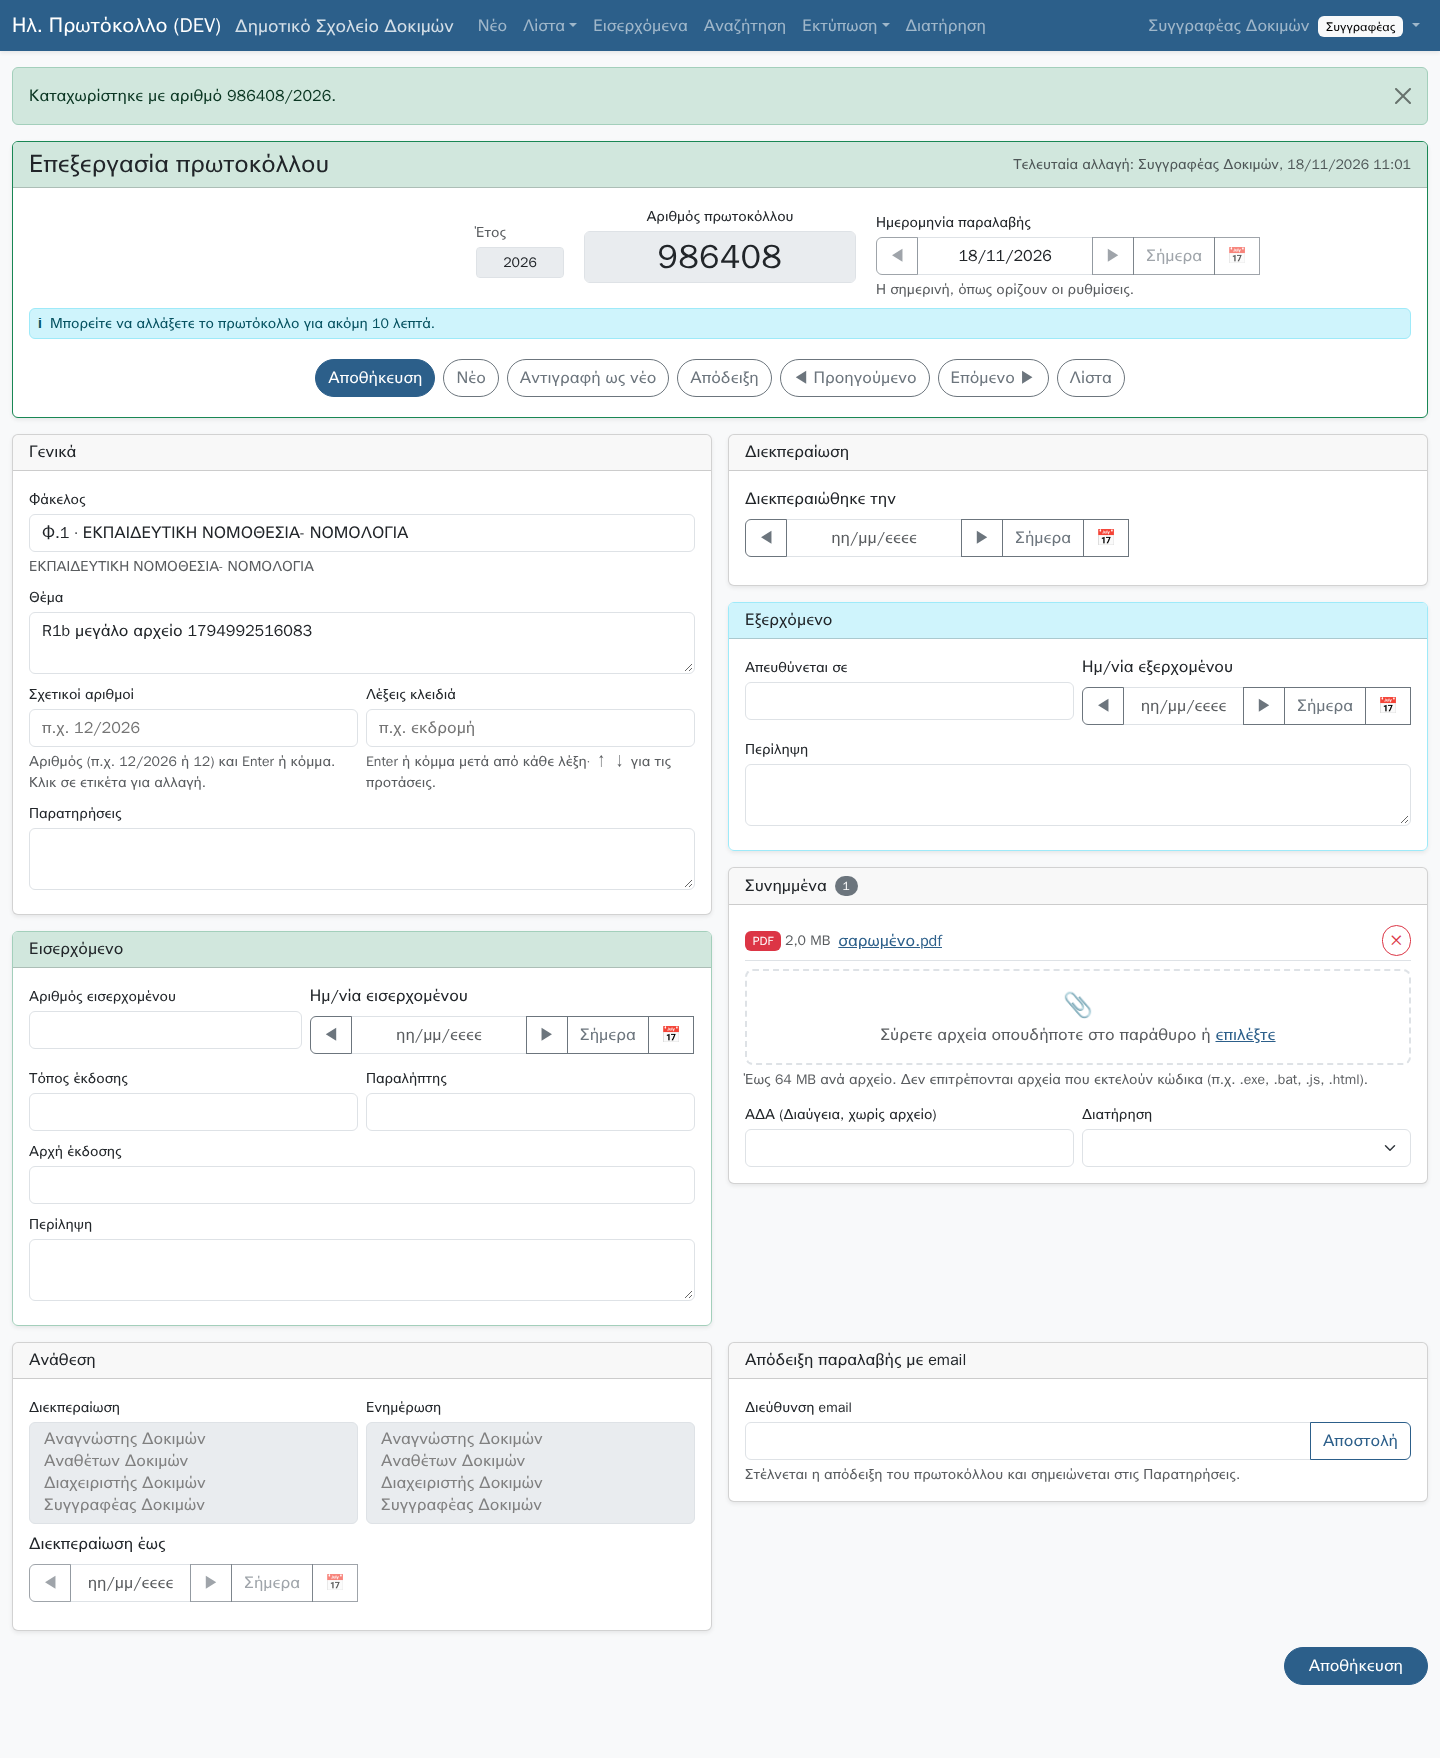 Ηλ. Πρωτόκολλο (DEV) Δημοτικό Σχολείο Δοκιμών Νέο Λίστα Εισερχόμενα Αναζήτηση Εκτύπωση Διατήρηση Συγγραφέας Δοκιμών Συγγραφέας
Καταχωρίστηκε με αριθμό 986408/2026.
Επεξεργασία πρωτοκόλλου Τελευταία αλλαγή: Συγγραφέας Δοκιμών, 18/11/2026 11:01
Έτος
2026
Αριθμός πρωτοκόλλου
986408
Ημερομηνία παραλαβής
◀ 18/11/2026 ▶ Σήμερα 📅
Η σημερινή, όπως ορίζουν οι ρυθμίσεις.
ℹ Μπορείτε να αλλάξετε το πρωτόκολλο για ακόμη 10 λεπτά.
Αποθήκευση Νέο Αντιγραφή ως νέο Απόδειξη ◀ Προηγούμενο Επόμενο ▶ Λίστα
Γενικά
Φάκελος
Φ.1 · ΕΚΠΑΙΔΕΥΤΙΚΗ ΝΟΜΟΘΕΣΙΑ- ΝΟΜΟΛΟΓΙΑ
ΕΚΠΑΙΔΕΥΤΙΚΗ ΝΟΜΟΘΕΣΙΑ- ΝΟΜΟΛΟΓΙΑ
Θέμα
R1b μεγάλο αρχείο 1794992516083
Σχετικοί αριθμοί
π.χ. 12/2026
Αριθμός (π.χ. 12/2026 ή 12) και Enter ή κόμμα.
Κλικ σε ετικέτα για αλλαγή.
Λέξεις κλειδιά
π.χ. εκδρομή
Enter ή κόμμα μετά από κάθε λέξη· ↑ ↓ για τις
προτάσεις.
Παρατηρήσεις
Εισερχόμενο
Αριθμός εισερχομένου
Ημ/νία εισερχομένου
◀ ηη/μμ/εεεε ▶ Σήμερα 📅
Τόπος έκδοσης Παραλήπτης
Αρχή έκδοσης
Περίληψη
Διεκπεραίωση
Διεκπεραιώθηκε την
◀ ηη/μμ/εεεε ▶ Σήμερα 📅
Εξερχόμενο
Απευθύνεται σε
Ημ/νία εξερχομένου
◀ ηη/μμ/εεεε ▶ Σήμερα 📅
Περίληψη
Συνημμένα 1
PDF 2,0 MB σαρωμένο.pdf ×
📎
Σύρετε αρχεία οπουδήποτε στο παράθυρο ή επιλέξτε
Έως 64 MB ανά αρχείο. Δεν επιτρέπονται αρχεία που εκτελούν κώδικα (π.χ. .exe, .bat, .js, .html).
ΑΔΑ (Διαύγεια, χωρίς αρχείο) Διατήρηση
Ανάθεση
Διεκπεραίωση
Αναγνώστης Δοκιμών
Αναθέτων Δοκιμών
Διαχειριστής Δοκιμών
Συγγραφέας Δοκιμών
Ενημέρωση
Αναγνώστης Δοκιμών
Αναθέτων Δοκιμών
Διαχειριστής Δοκιμών
Συγγραφέας Δοκιμών
Διεκπεραίωση έως
◀ ηη/μμ/εεεε ▶ Σήμερα 📅
Απόδειξη παραλαβής με email
Διεύθυνση email
Αποστολή
Στέλνεται η απόδειξη του πρωτοκόλλου και σημειώνεται στις Παρατηρήσεις.
Αποθήκευση